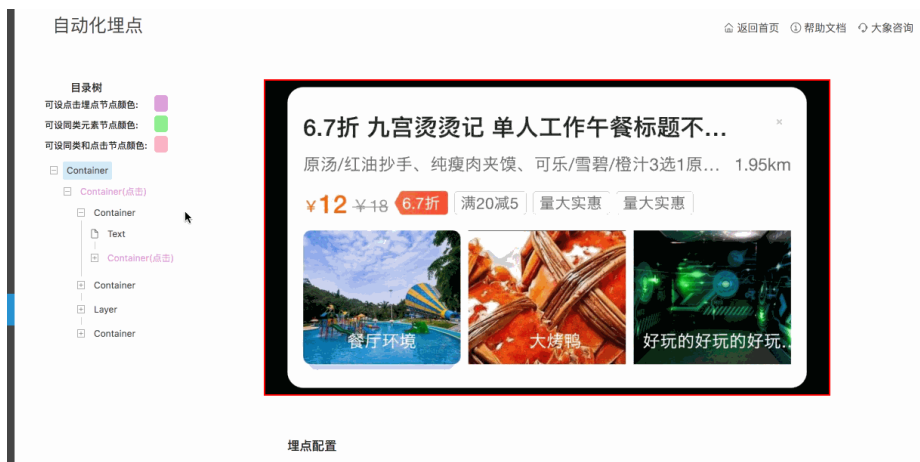 自动化埋点
返回首页 帮助文档 大象咨询
目录树
可设点击埋点节点颜色:
可设同类元素节点颜色:
可设同类和点击节点颜色:
Container
Container(点击)
Container
Text
Container(点击)
Container
Layer
Container
6.7折 九宫烫烫记 单人工作午餐标题不...
原汤/红油抄手、纯瘦肉夹馍、可乐/雪碧/橙汁3选1原... 1.95km
¥12 ¥18 6.7折 满20减5 量大实惠 量大实惠
餐厅环境 大烤鸭 好玩的好玩的好玩...
埋点配置